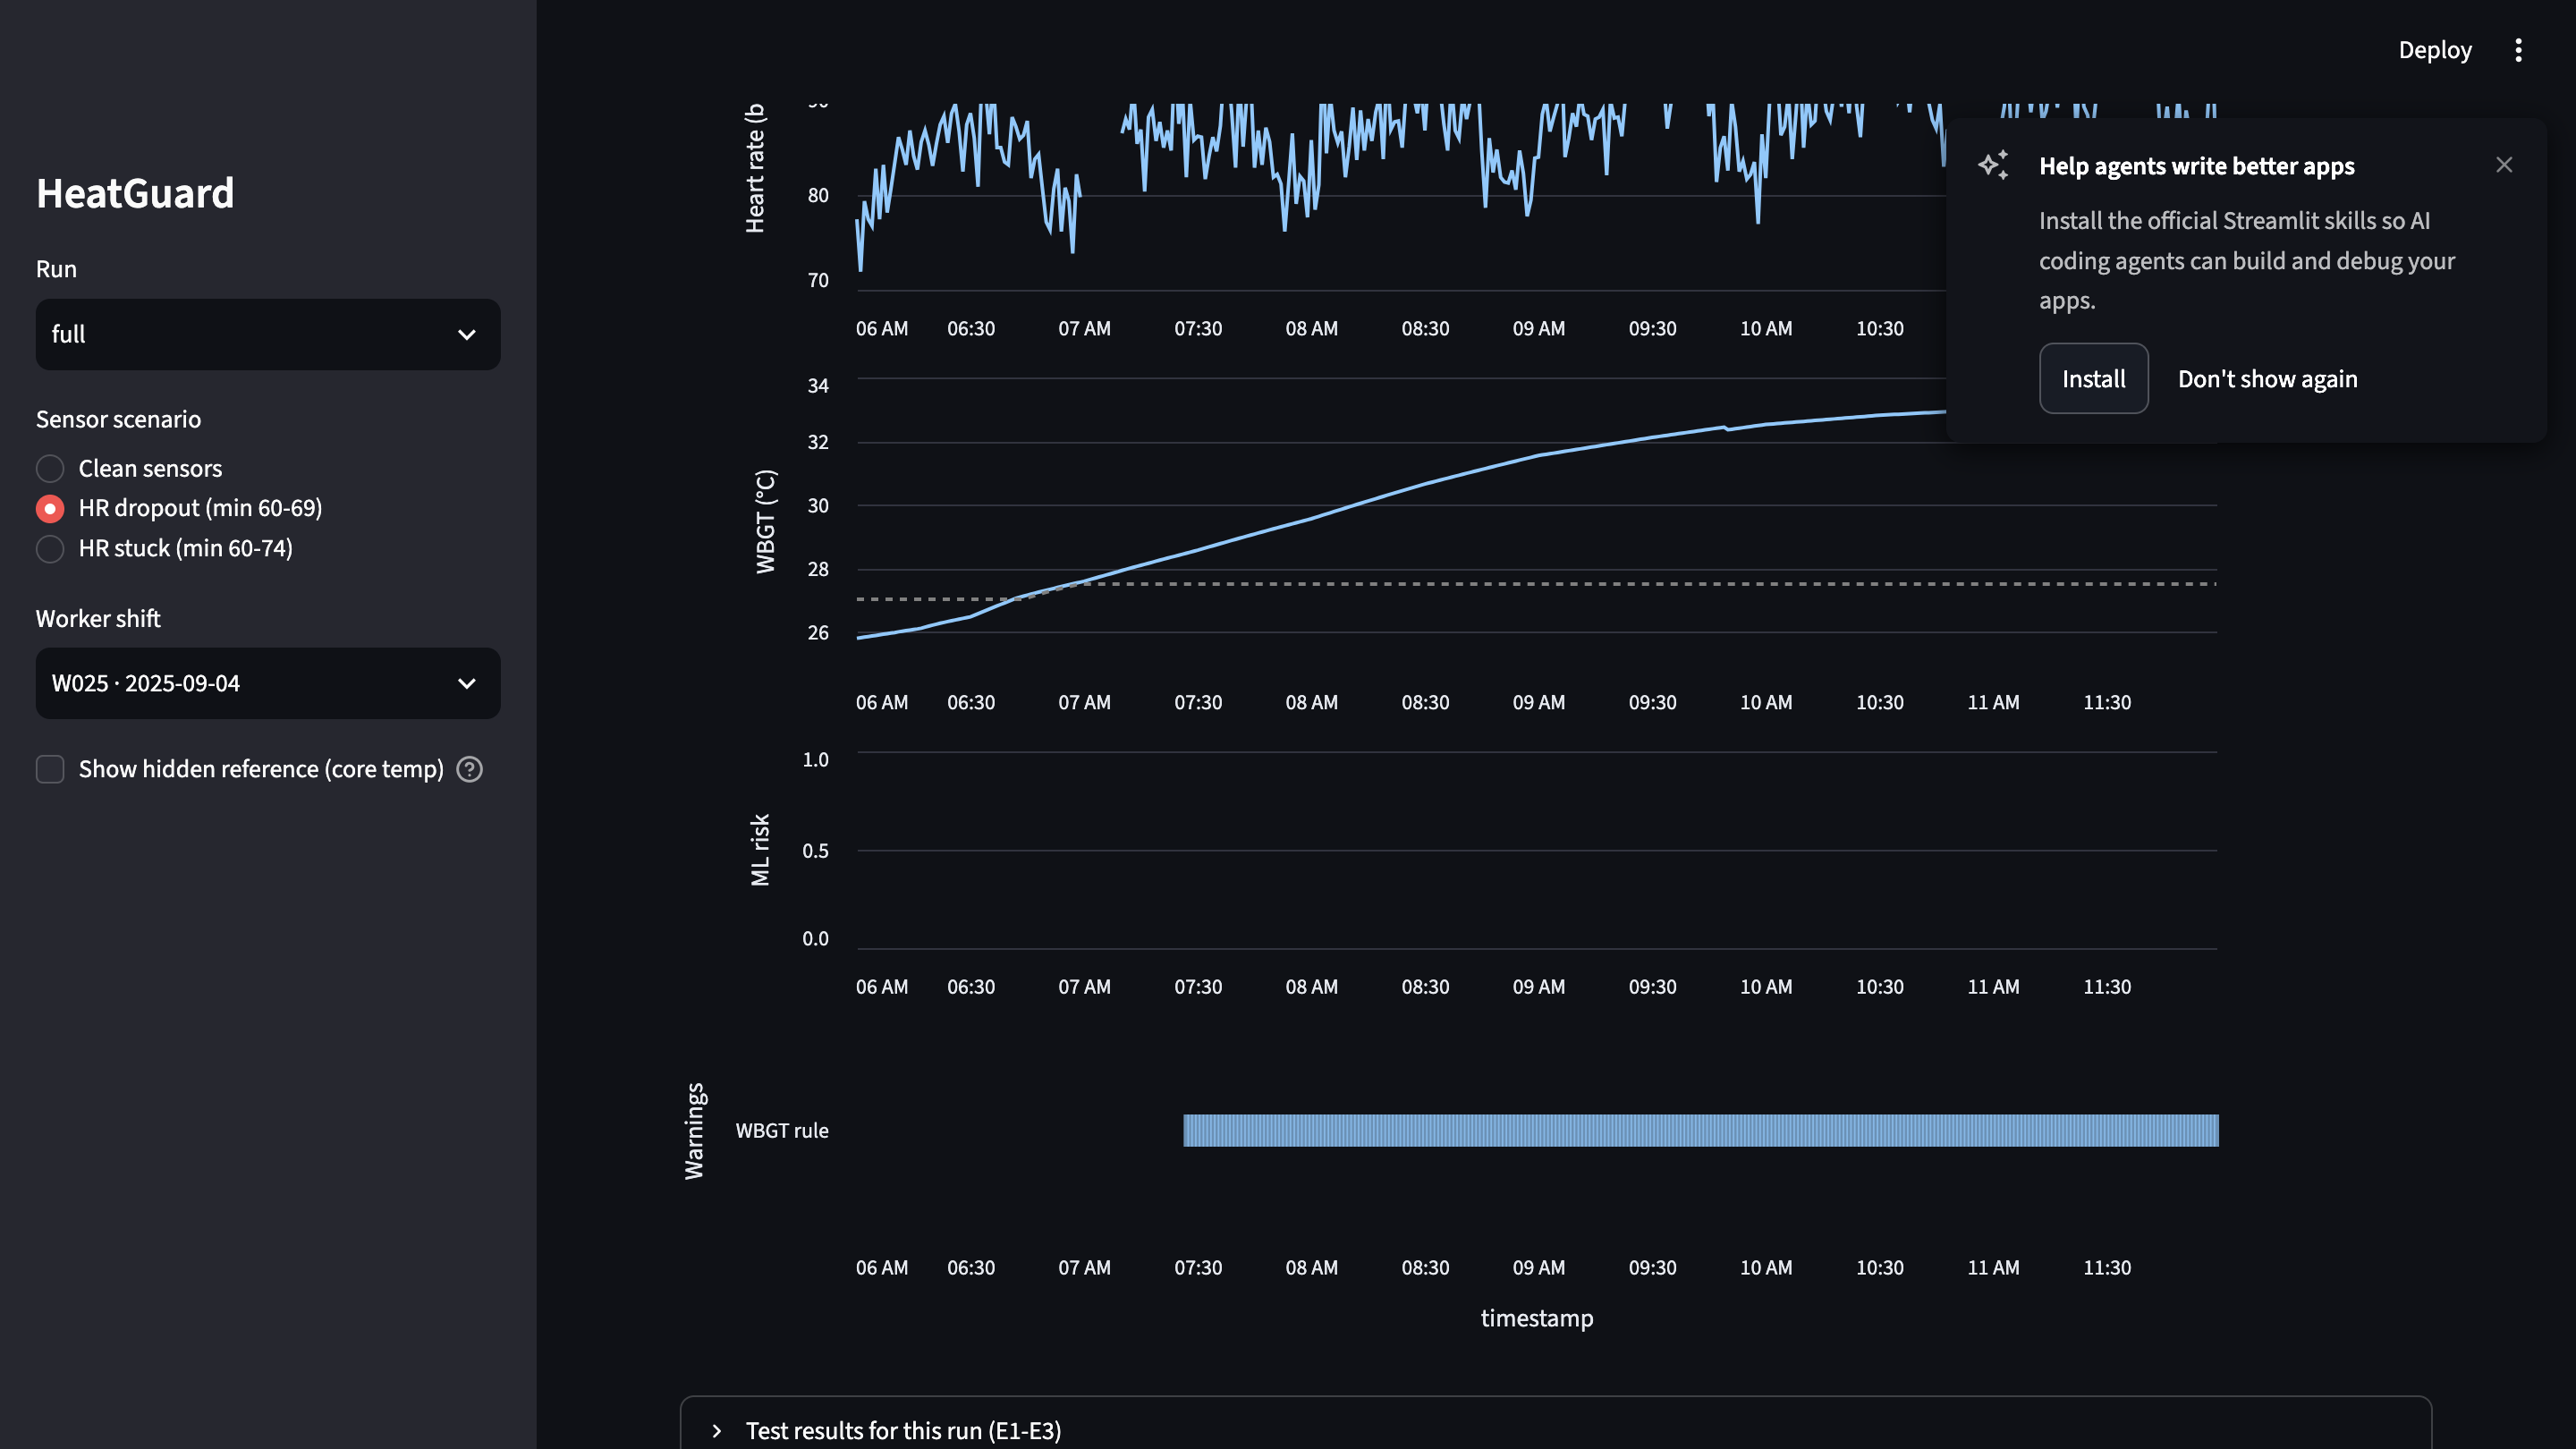 Deploy
HeatGuard
Run
full
Sensor scenario
Clean sensors
HR dropout (min 60-69)
HR stuck (min 60-74)
Worker shift
W025 · 2025-09-04
Show hidden reference (core temp)
Heart rate (b
80
70
06 AM 06:30 07 AM 07:30 08 AM 08:30 09 AM 09:30 10 AM 10:30
Help agents write better apps
Install the official Streamlit skills so AI
coding agents can build and debug your
apps.
Install Don't show again
WBGT (°C)
34
32
30
28
26
06 AM 06:30 07 AM 07:30 08 AM 08:30 09 AM 09:30 10 AM 10:30 11 AM 11:30
ML risk
1.0
0.5
0.0
06 AM 06:30 07 AM 07:30 08 AM 08:30 09 AM 09:30 10 AM 10:30 11 AM 11:30
Warnings
WBGT rule
06 AM 06:30 07 AM 07:30 08 AM 08:30 09 AM 09:30 10 AM 10:30 11 AM 11:30
timestamp
Test results for this run (E1-E3)